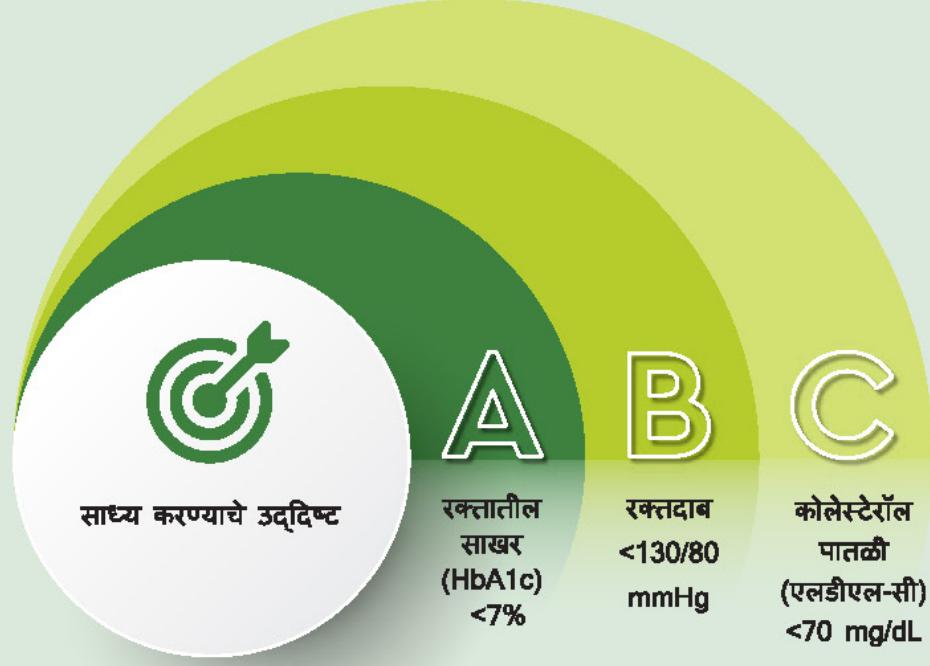 साध्य करण्याचे उद्दिष्ट
A
रक्तातील
साखर
(HbA1c)
<7%
B
रक्तदाब
<130/80
mmHg
C
कोलेस्टेरॉल
पातळी
(एलडीएल-सी)
<70 mg/dL